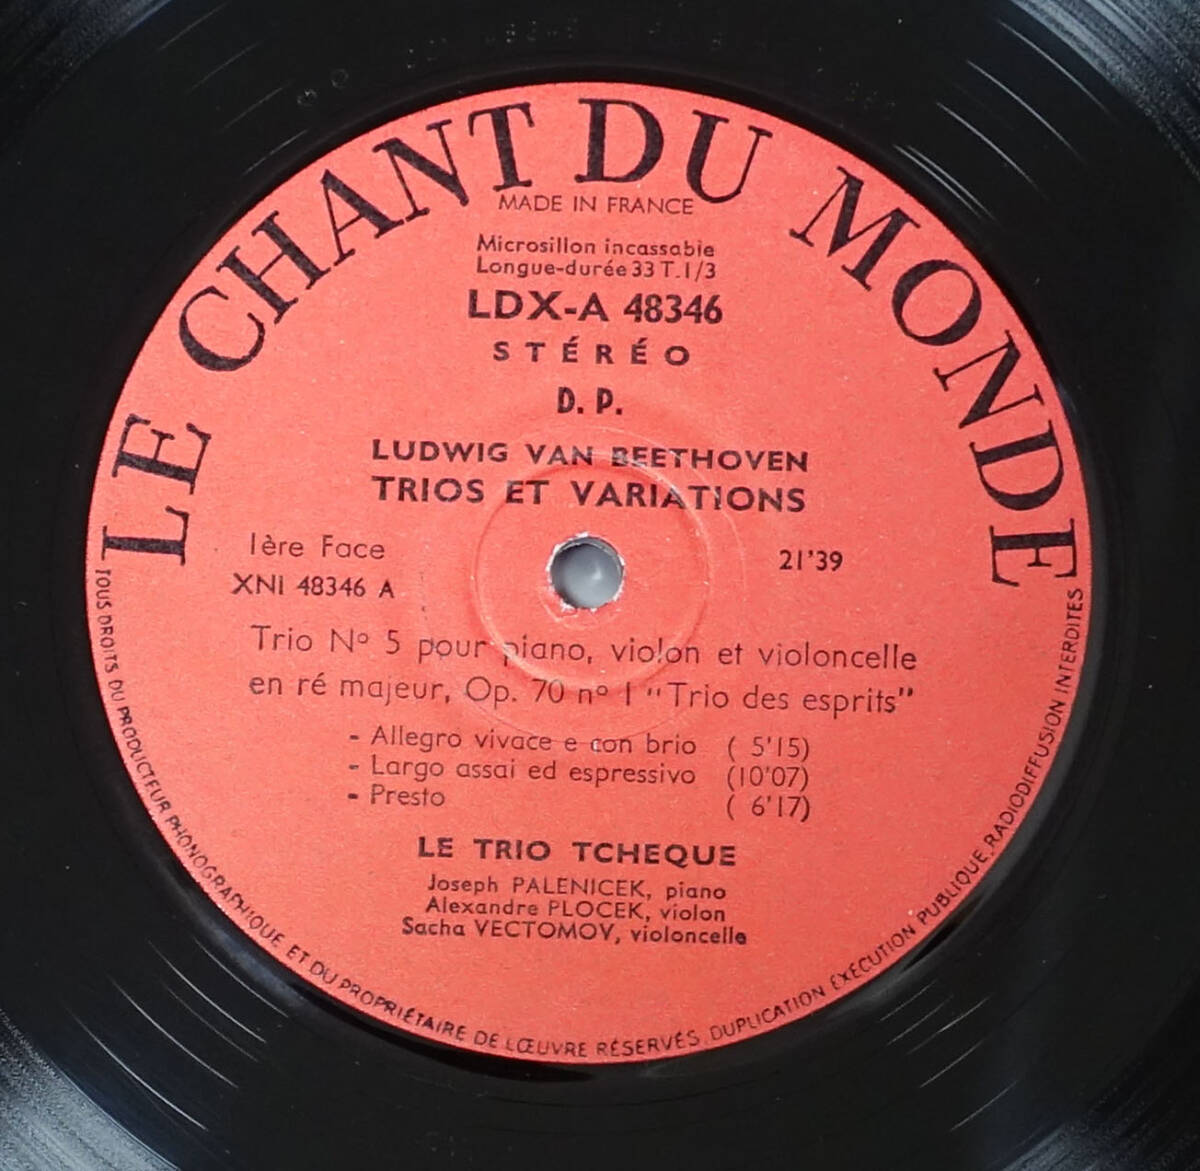 LE CHANT DU MONDE
MADE IN FRANCE
Microsillon incassable
Longue-durée 33 T.1/3
LDX-A 48346
STÉRÉO
D. P.
LUDWIG VAN BEETHOVEN
TRIOS ET VARIATIONS
1ère Face
21'39
XNI 48346 A
Trio Nº 5 pour piano, violon et violoncelle
en ré majeur, Op. 70 nº 1 "Trio des esprits"
- Allegro vivace e con brio ( 5'15)
- Largo assai ed espressivo (10'07)
- Presto ( 6'17)
LE TRIO TCHEQUE
Joseph PALENICEK, piano
Alexandre PLOCEK, violon
Sacha VECTOMOV, violoncelle
TOUS DROITS DU PRODUCTEUR PHONOGRAPHIQUE ET DU PROPRIÉTAIRE DE L'ŒUVRE RÉSERVÉS. DUPLICATION EXÉCUTION PUBLIQUE, RADIODIFFUSION INTERDITES